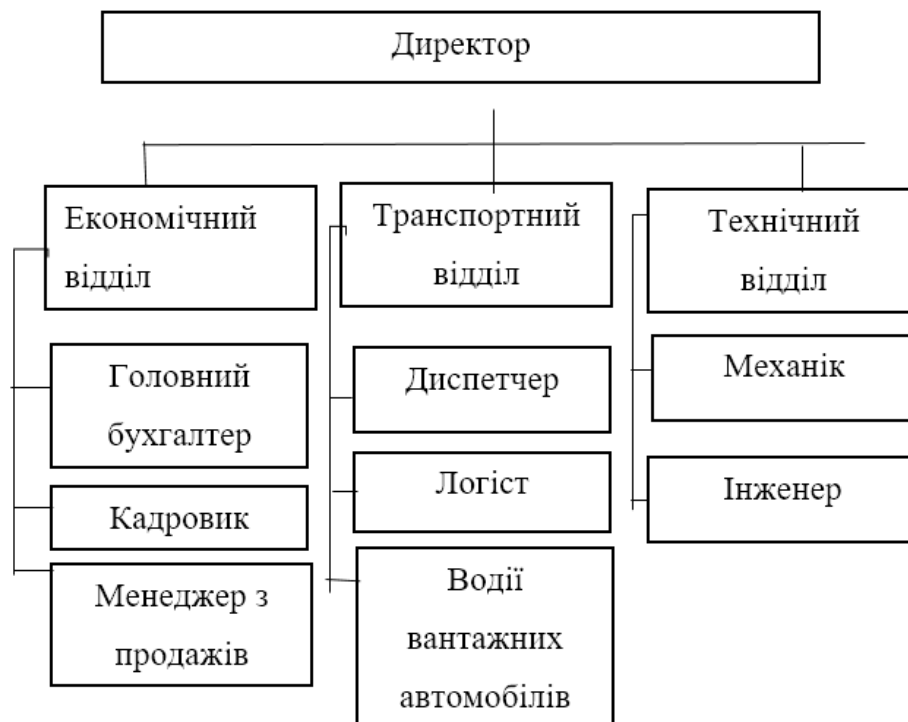 Директор
Економічний
відділ
Транспортний
відділ
Технічний
відділ
Головний
бухгалтер
Кадровик
Менеджер з
продажів
Диспетчер
Логіст
Водії
вантажних
автомобілів
Механік
Інженер